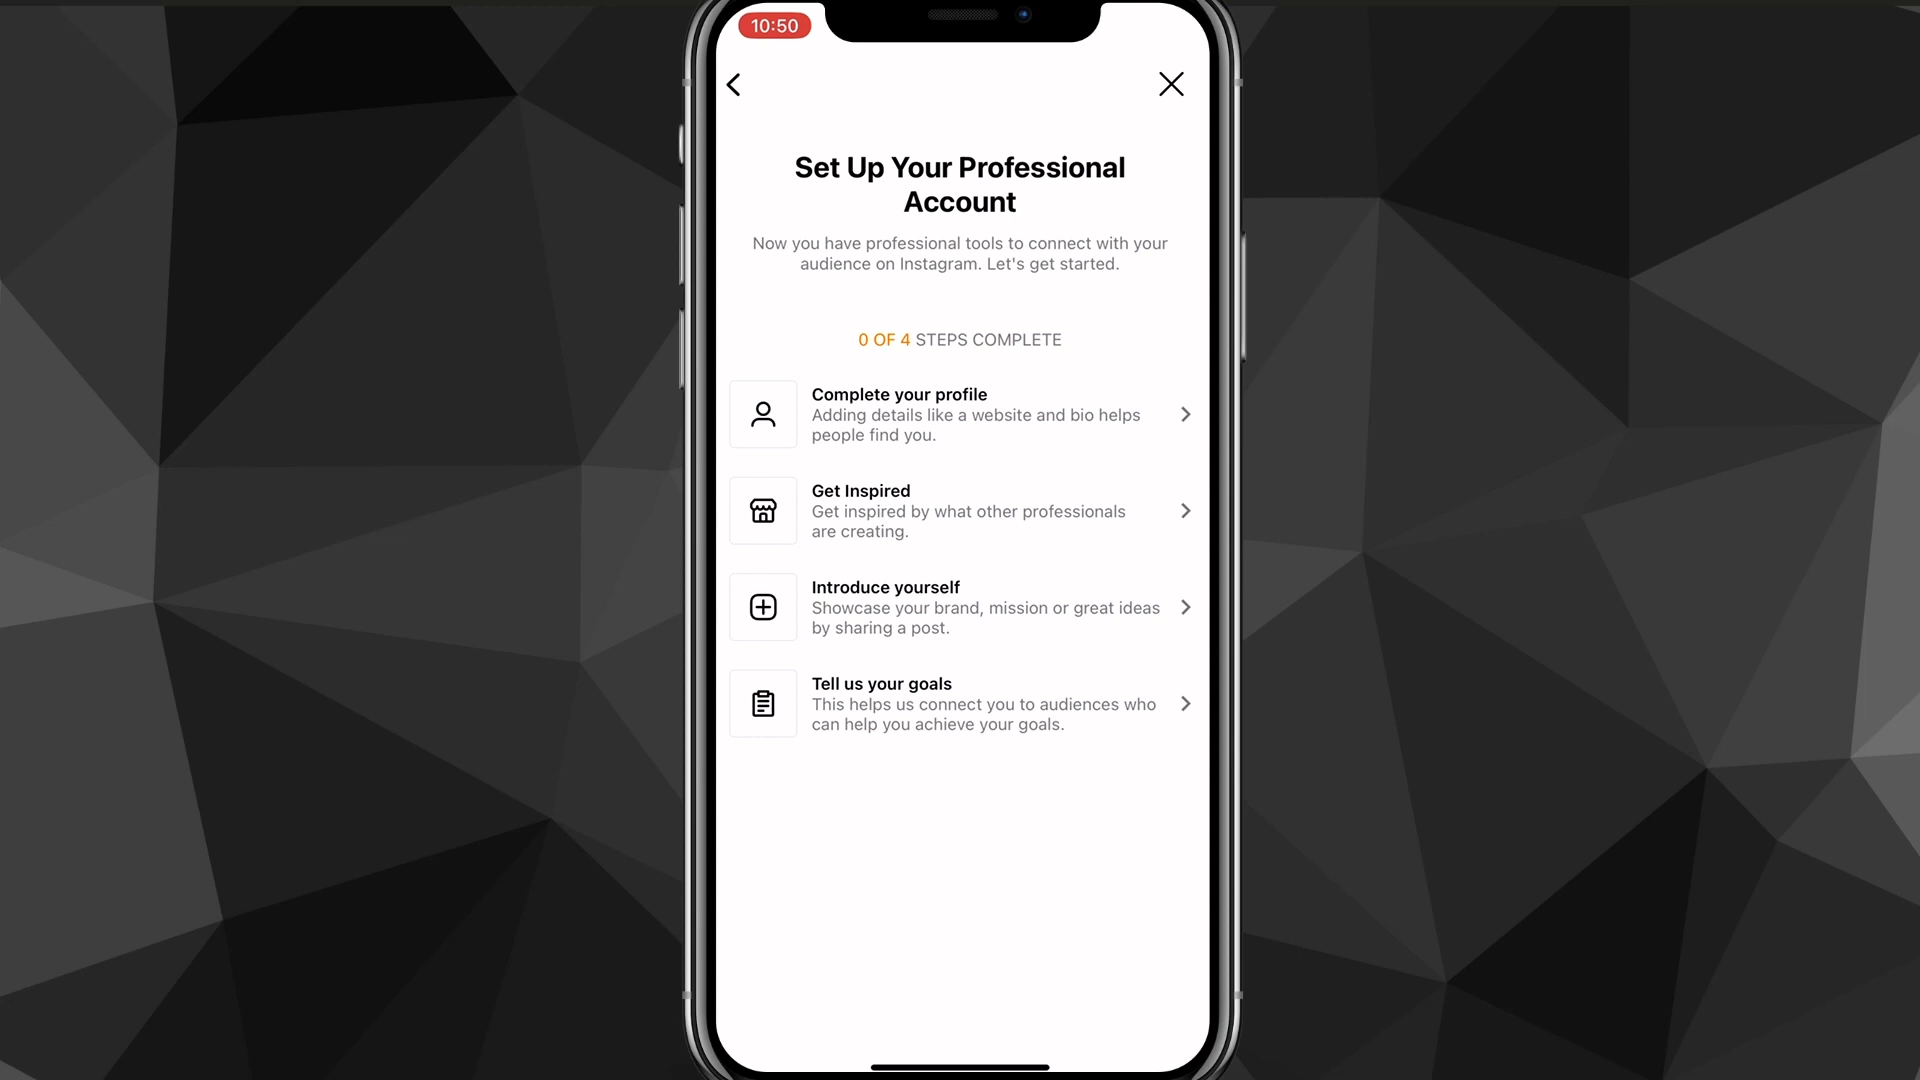 10:50
Set Up Your Professional
Account
Now you have professional tools to connect with your
audience on Instagram. Let's get started.
0 OF 4 STEPS COMPLETE
Complete your profile
Adding details like a website and bio helps
people find you.
Get Inspired
Get inspired by what other professionals
are creating.
Introduce yourself
Showcase your brand, mission or great ideas
by sharing a post.
Tell us your goals
This helps us connect you to audiences who
can help you achieve your goals.